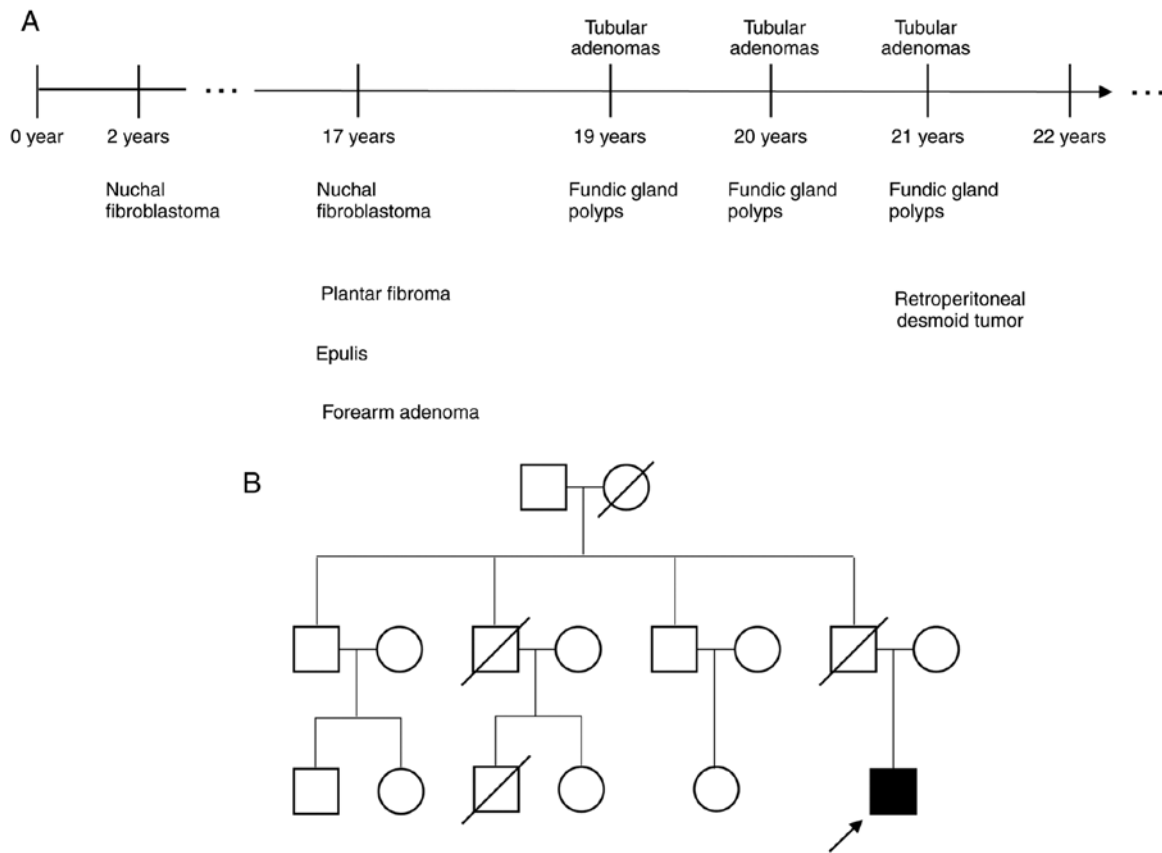 A
Tubular
adenomas
Tubular
adenomas
Tubular
adenomas
...
...
0 year
2 years
17 years
19 years
20 years
21 years
22 years
Nuchal
fibroblastoma
Nuchal
fibroblastoma
Fundic gland
polyps
Fundic gland
polyps
Fundic gland
polyps
Plantar fibroma
Retroperitoneal
desmoid tumor
Epulis
Forearm adenoma
B